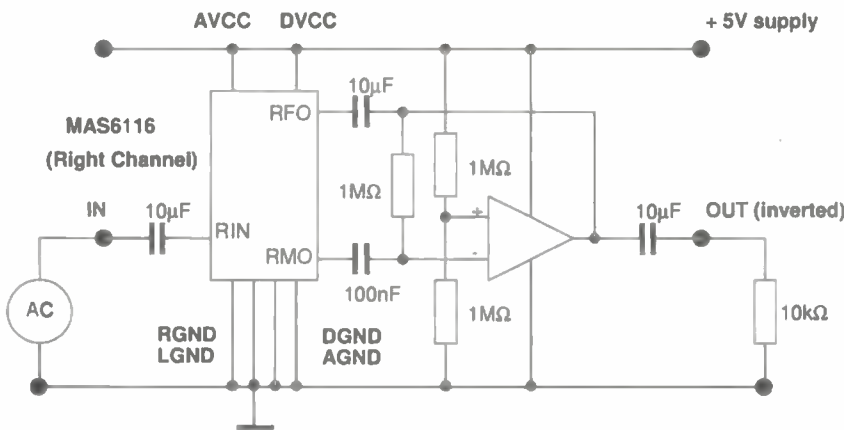 AVCC DVCC + 5V supply
10µF
RFO
MAS6116
(Right Channel)
1MΩ
1MΩ
IN
10µF
+
10µF
OUT (inverted)
RIN
RMO
-
100nF
AC
1MΩ
10kΩ
RGND
LGND
DGND
AGND